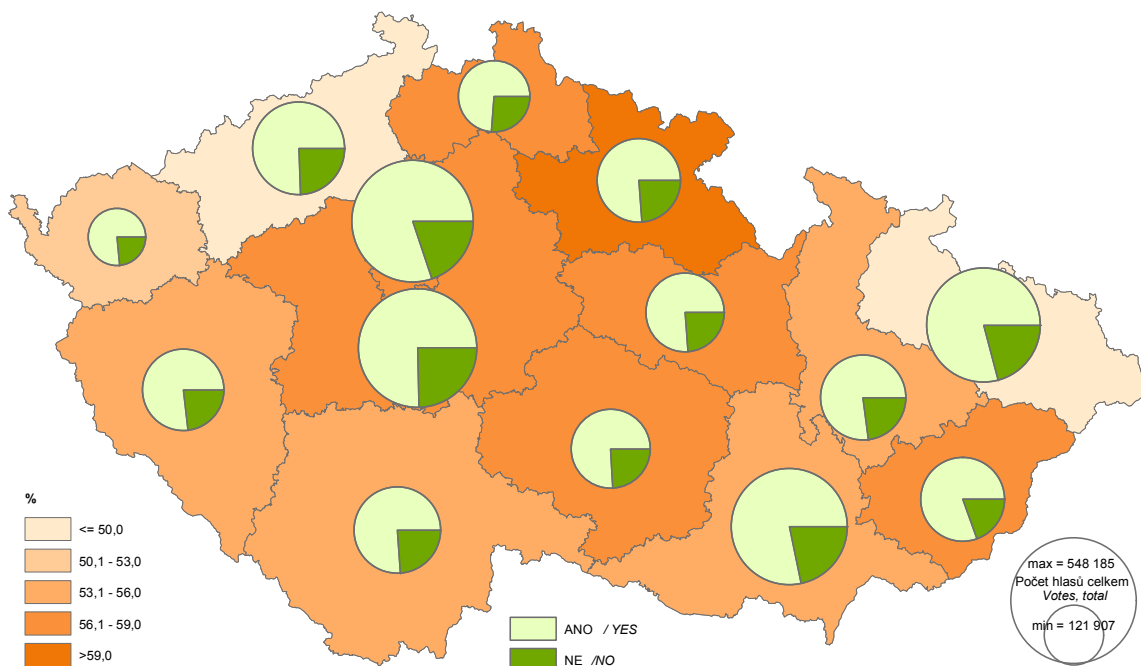 %
<= 50,0
50,1 - 53,0
53,1 - 56,0
56,1 - 59,0
>59,0
ANO / YES
NE /NO
max = 548 185
Počet hlasů celkem
Votes, total
min = 121 907